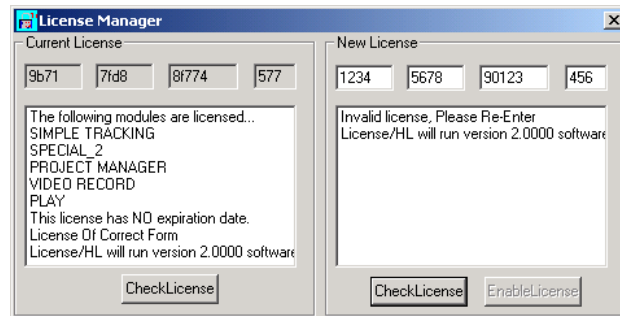 License Manager
Current License
9b71 7fd8 8f774 577
The following modules are licensed...
SIMPLE TRACKING
SPECIAL_2
PROJECT MANAGER
VIDEO RECORD
PLAY
This license has NO expiration date.
License Of Correct Form
License/HL will run version 2.0000 software
CheckLicense
New License
1234 5678 90123 456
Invalid license, Please Re-Enter
License/HL will run version 2.0000 software
CheckLicense EnableLicense